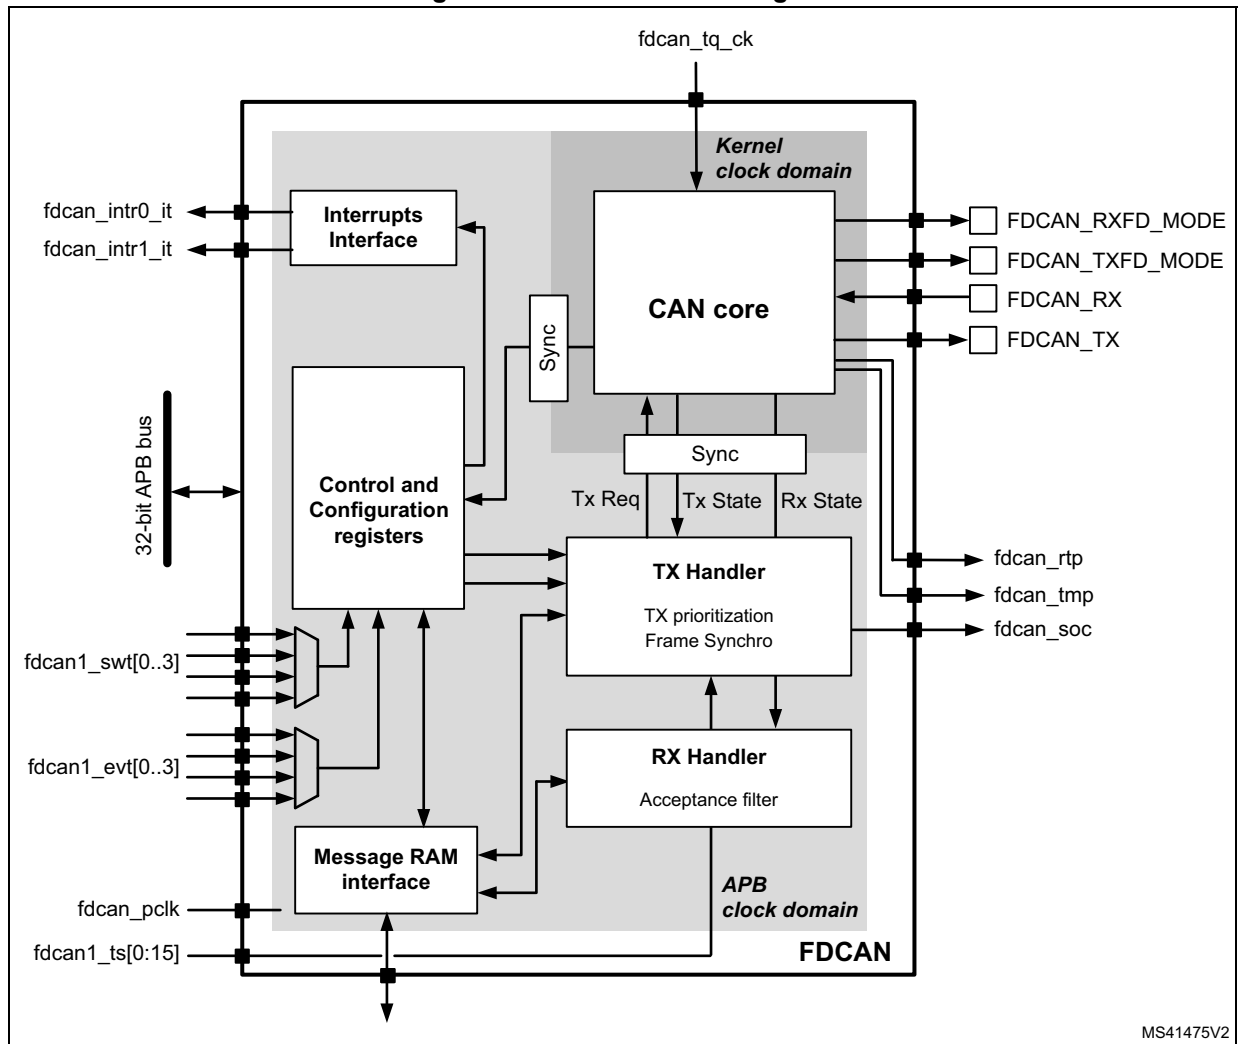 fdcan_tq_ck
Kernel
clock domain
fdcan_intr0_it
fdcan_intr1_it
Interrupts
Interface
CAN core
FDCAN_RXFD_MODE
FDCAN_TXFD_MODE
FDCAN_RX
FDCAN_TX
Sync
Sync
32-bit APB bus
Control and
Configuration
registers
Tx Req
Tx State
Rx State
TX Handler
TX prioritization
Frame Synchro
fdcan_rtp
fdcan_tmp
fdcan_soc
fdcan1_swt[0..3]
fdcan1_evt[0..3]
RX Handler
Acceptance filter
Message RAM
interface
APB
clock domain
fdcan_pclk
fdcan1_ts[0:15]
FDCAN
MS41475V2